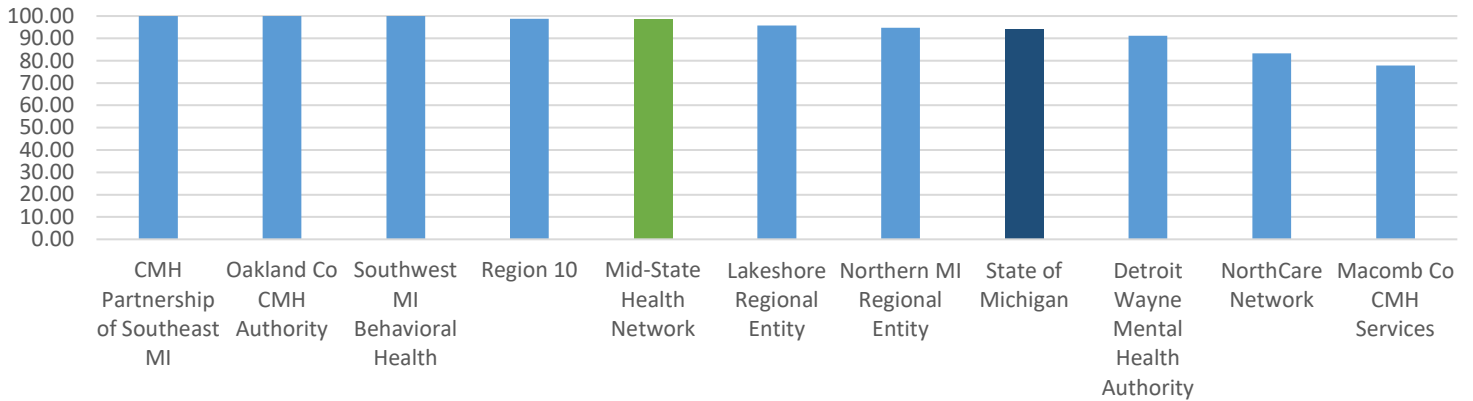 100.00
90.00
80.00
70.00
60.00
50.00
40.00
30.00
20.00
10.00
0.00
CMH
Partnership
of Southeast
MI
Oakland Co
CMH
Authority
Southwest
MI
Behavioral
Health
Region 10
Mid-State
Health
Network
Lakeshore
Regional
Entity
Northern MI
Regional
Entity
State of
Michigan
Detroit
Wayne
Mental
Health
Authority
NorthCare
Network
Macomb Co
CMH
Services